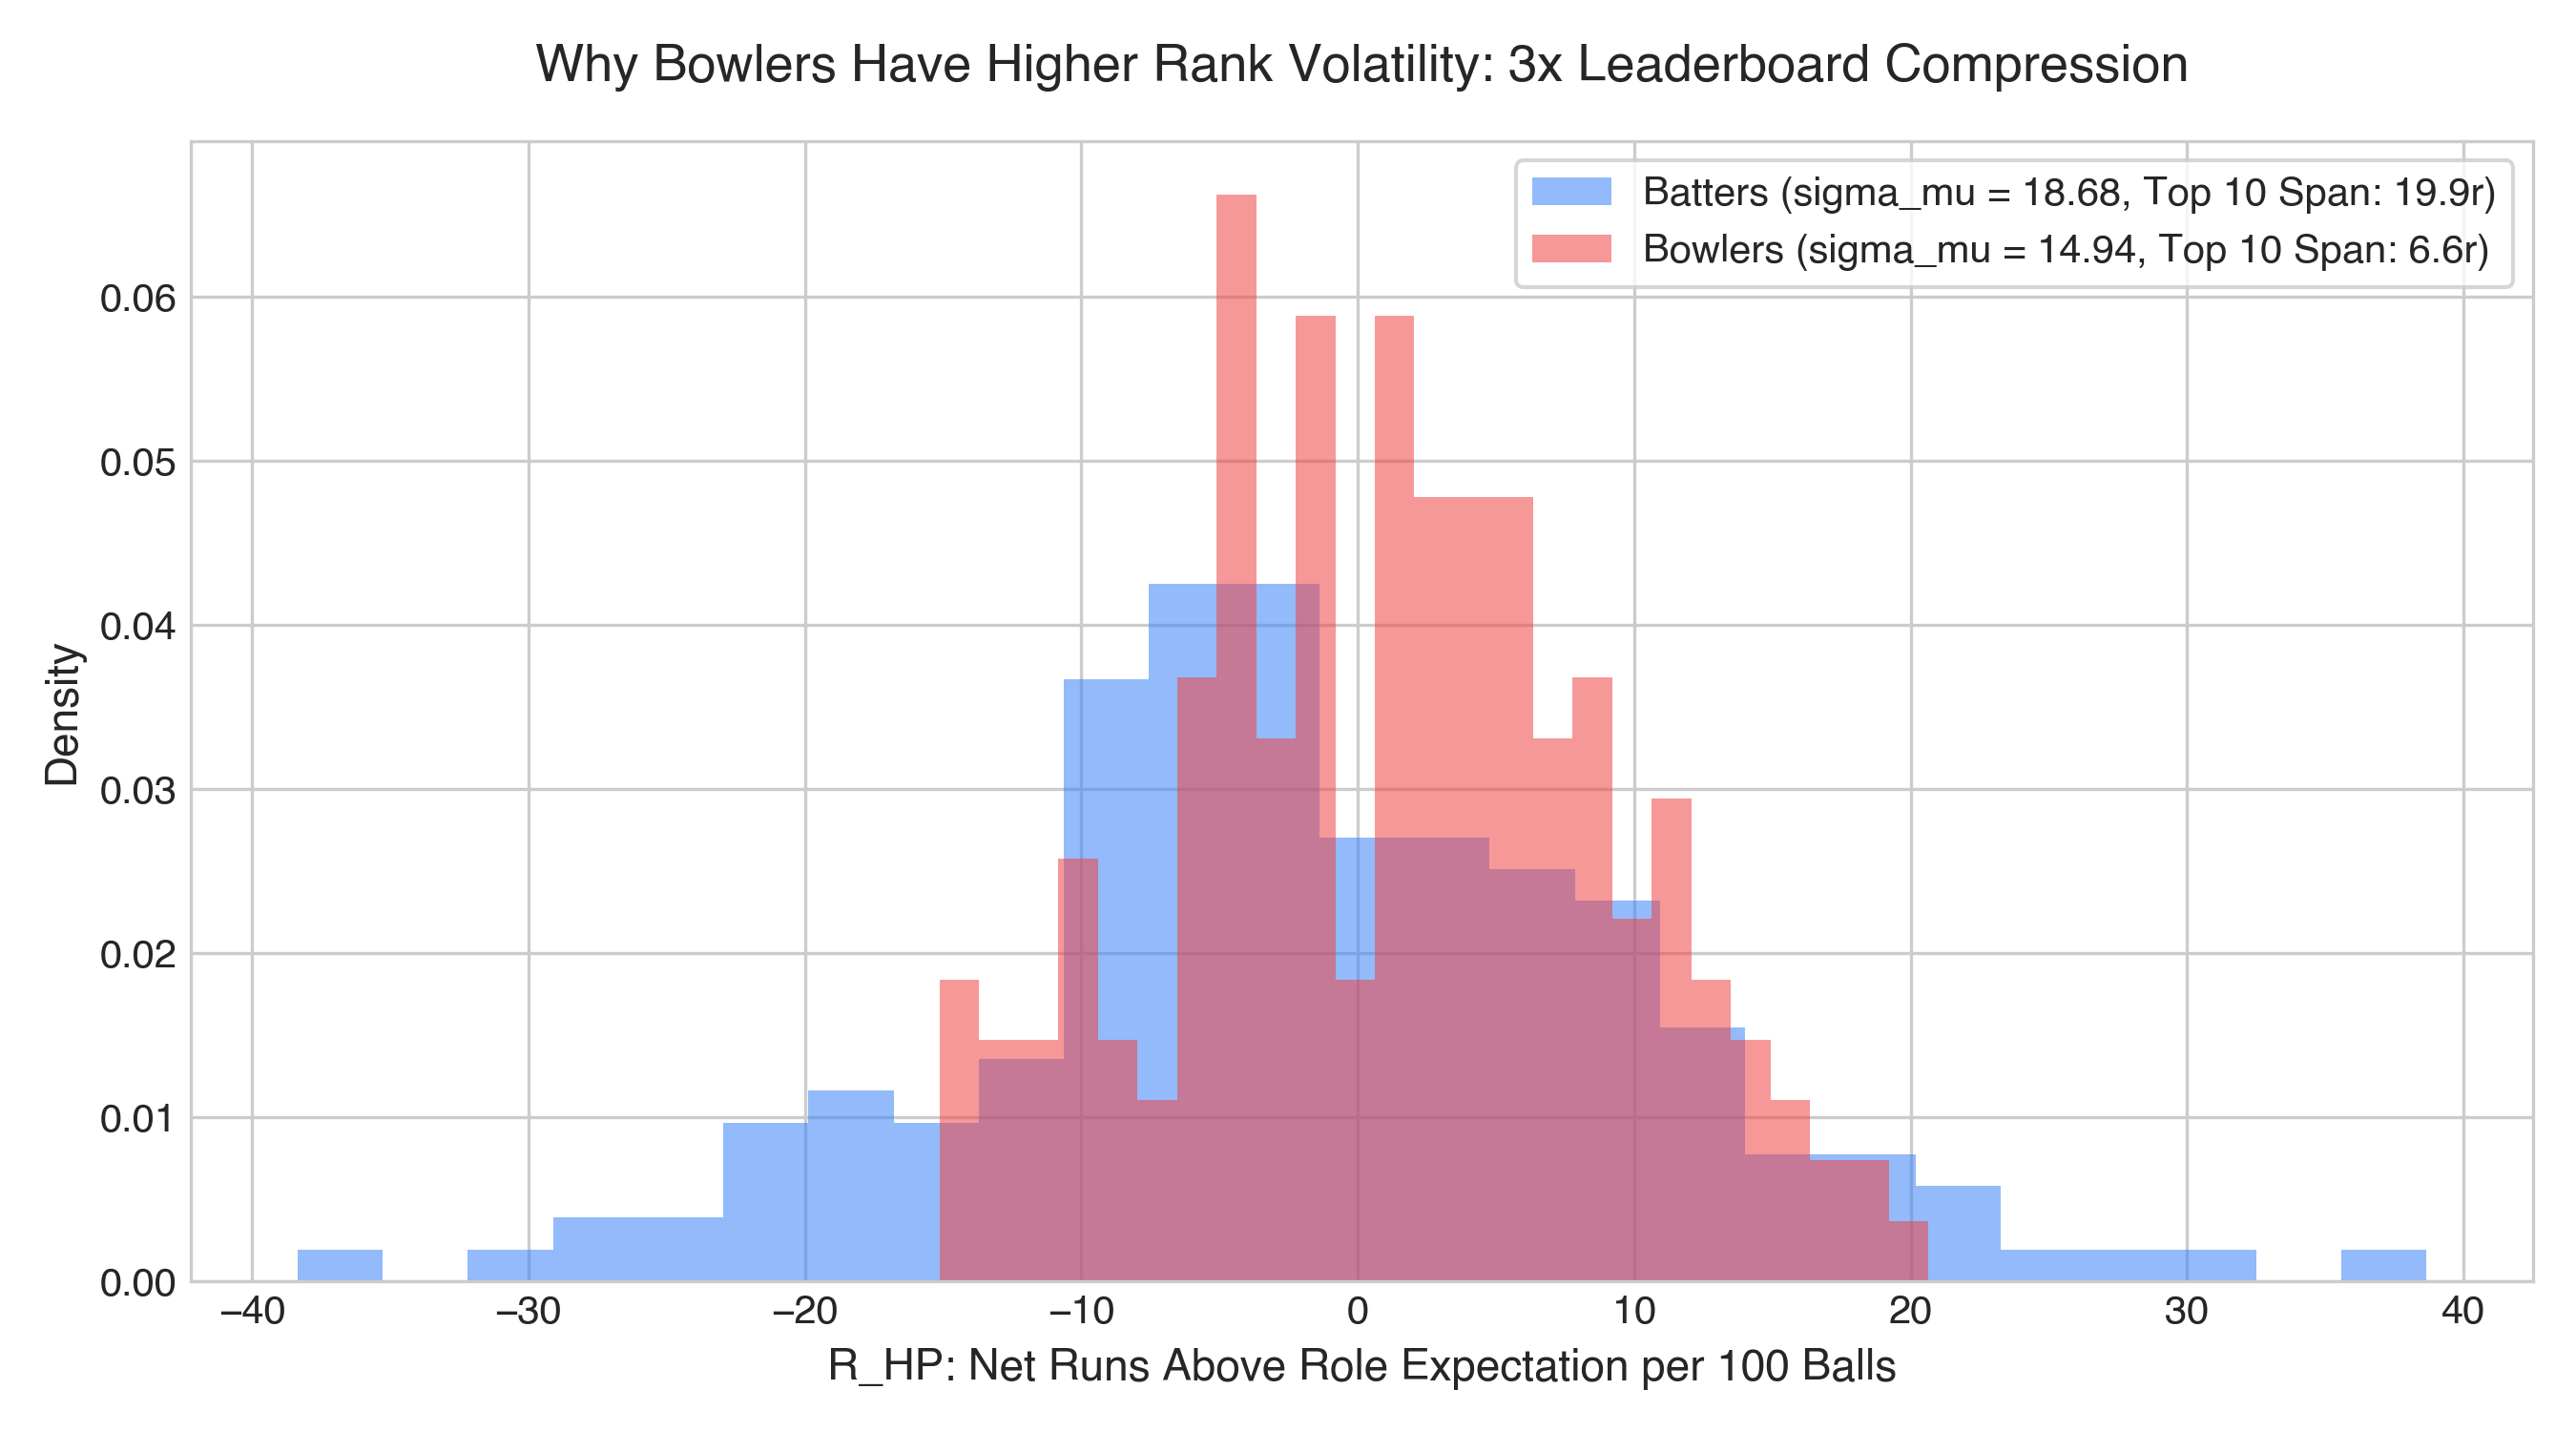 Why Bowlers Have Higher Rank Volatility: 3x Leaderboard Compression
Batters (sigma_mu = 18.68, Top 10 Span: 19.9r)
Bowlers (sigma_mu = 14.94, Top 10 Span: 6.6r)
0.06
0.05
0.04
0.03
0.02
0.01
0.00
Density
−40 −30 −20 −10 0 10 20 30 40
R_HP: Net Runs Above Role Expectation per 100 Balls